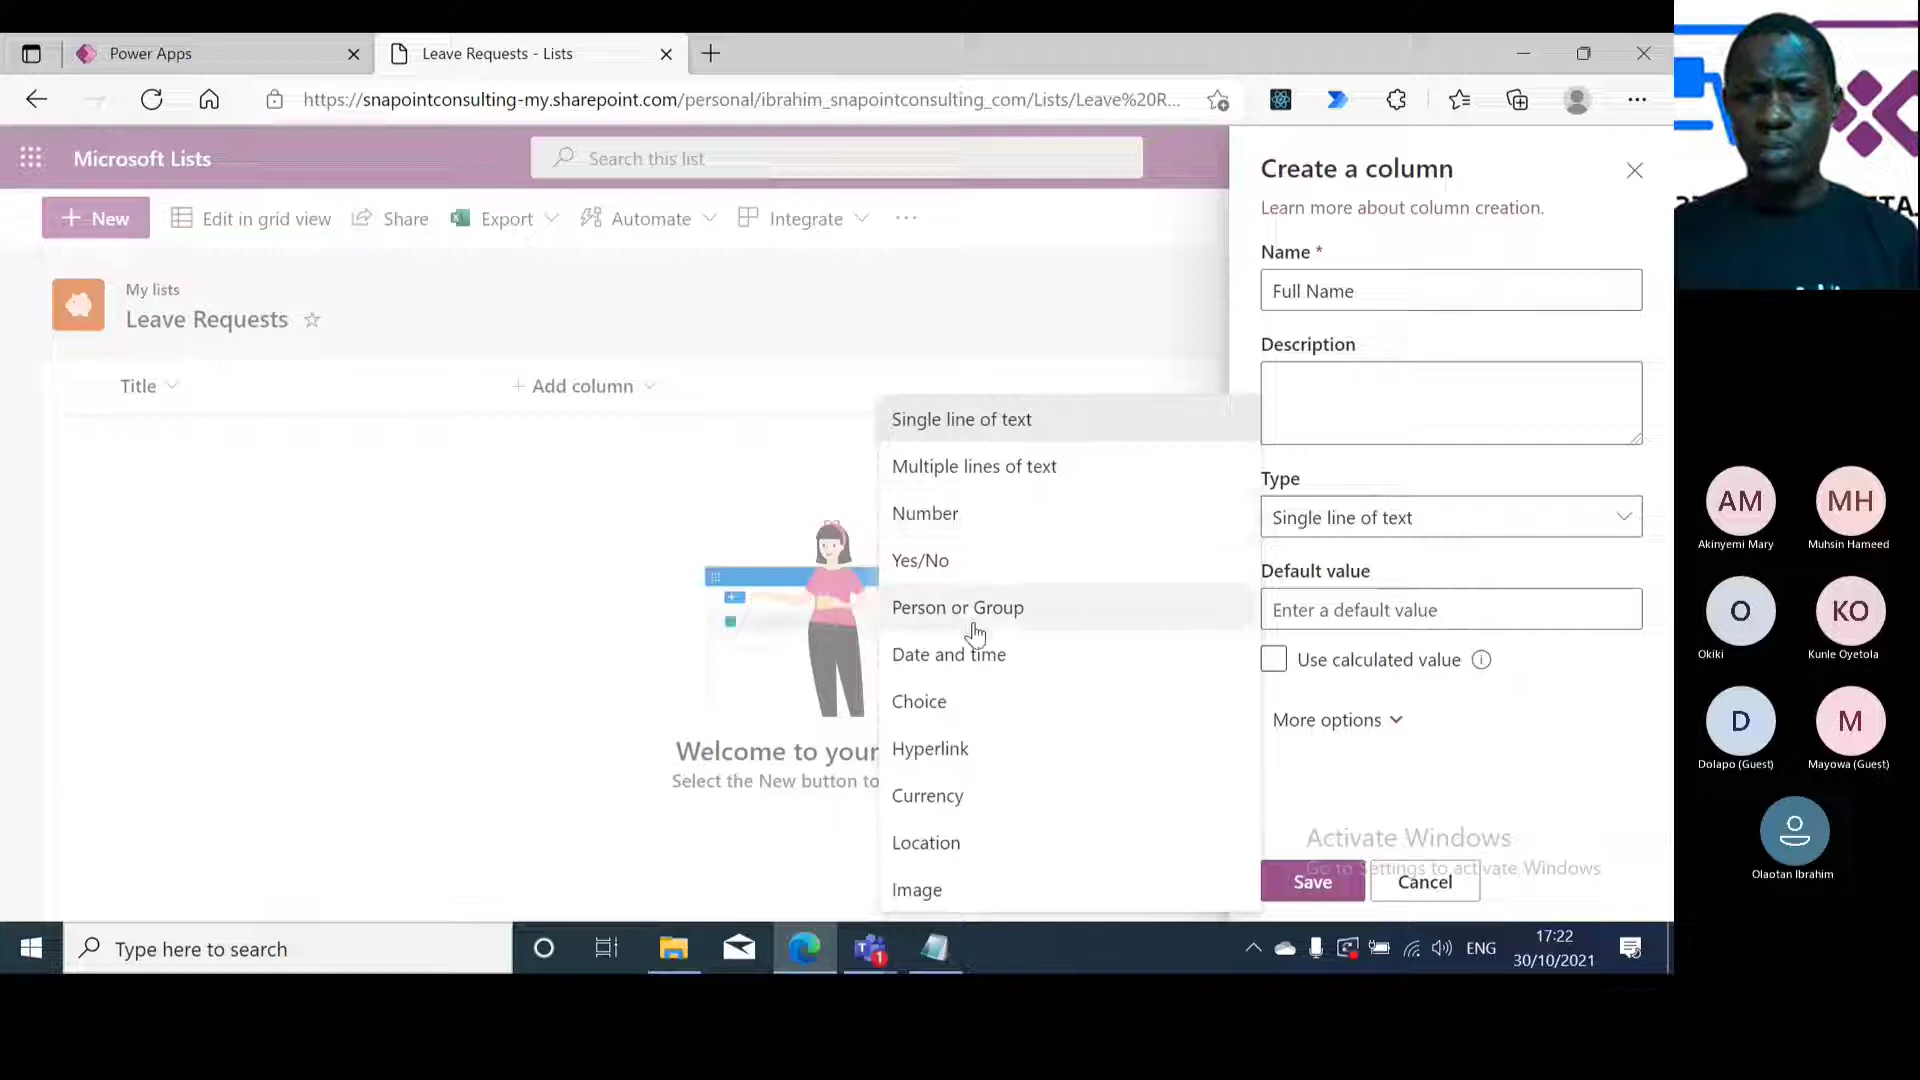 Power Apps
Leave Requests - Lists
https://snapointconsulting-my.sharepoint.com/personal/ibrahim_snapointconsulting_com/Lists/Leave%20R...
Microsoft Lists
Search this list
+ New
Edit in grid view
Share
Export
Automate
Integrate
...
My lists
Leave Requests
Title
+ Add column
Welcome to your
Select the New button to
Single line of text
Multiple lines of text
Number
Yes/No
Person or Group
Date and time
Choice
Hyperlink
Currency
Location
Image
Create a column
Learn more about column creation.
Name *
Full Name
Description
Type
Single line of text
Default value
Enter a default value
Use calculated value
More options
Activate Windows
Go to Settings to activate Windows
Save
Cancel
Type here to search
1
ENG
17:22
30/10/2021
AM
Akinyemi Mary
MH
Muhsin Hameed
O
Okiki
KO
Kunle Oyetola
D
Dolapo (Guest)
M
Mayowa (Guest)
Olaotan Ibrahim